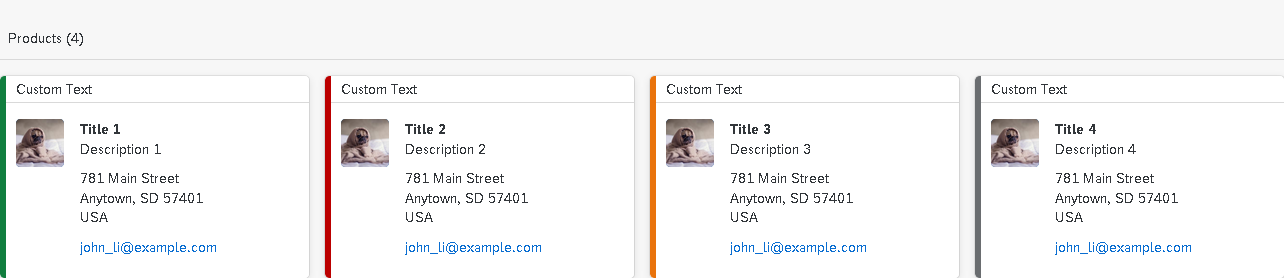 Products (4)
Custom Text
Title 1
Description 1
781 Main Street
Anytown, SD 57401
USA
john_li@example.com
Custom Text
Title 2
Description 2
781 Main Street
Anytown, SD 57401
USA
john_li@example.com
Custom Text
Title 3
Description 3
781 Main Street
Anytown, SD 57401
USA
john_li@example.com
Custom Text
Title 4
Description 4
781 Main Street
Anytown, SD 57401
USA
john_li@example.com